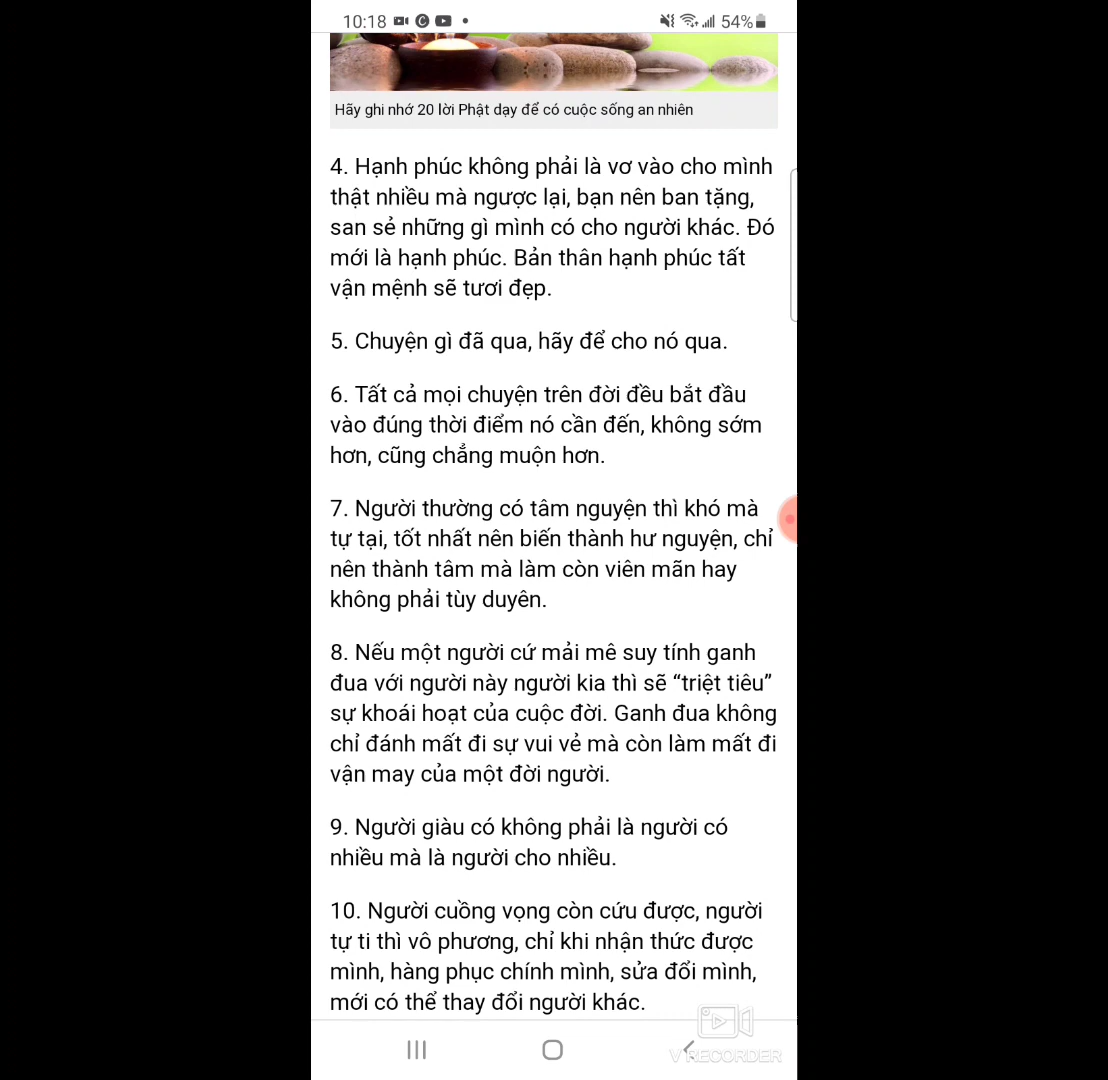 10:18
54%
Hãy ghi nhớ 20 lời Phật dạy để có cuộc sống an nhiên
4. Hạnh phúc không phải là vơ vào cho mình
thật nhiều mà ngược lại, bạn nên ban tặng,
san sẻ những gì mình có cho người khác. Đó
mới là hạnh phúc. Bản thân hạnh phúc tất
vận mệnh sẽ tươi đẹp.
5. Chuyện gì đã qua, hãy để cho nó qua.
6. Tất cả mọi chuyện trên đời đều bắt đầu
vào đúng thời điểm nó cần đến, không sớm
hơn, cũng chẳng muộn hơn.
7. Người thường có tâm nguyện thì khó mà
tự tại, tốt nhất nên biến thành hư nguyện, chỉ
nên thành tâm mà làm còn viên mãn hay
không phải tùy duyên.
8. Nếu một người cứ mải mê suy tính ganh
đua với người này người kia thì sẽ “triệt tiêu”
sự khoái hoạt của cuộc đời. Ganh đua không
chỉ đánh mất đi sự vui vẻ mà còn làm mất đi
vận may của một đời người.
9. Người giàu có không phải là người có
nhiều mà là người cho nhiều.
10. Người cuồng vọng còn cứu được, người
tự ti thì vô phương, chỉ khi nhận thức được
mình, hàng phục chính mình, sửa đổi mình,
mới có thể thay đổi người khác.
V RECORDER